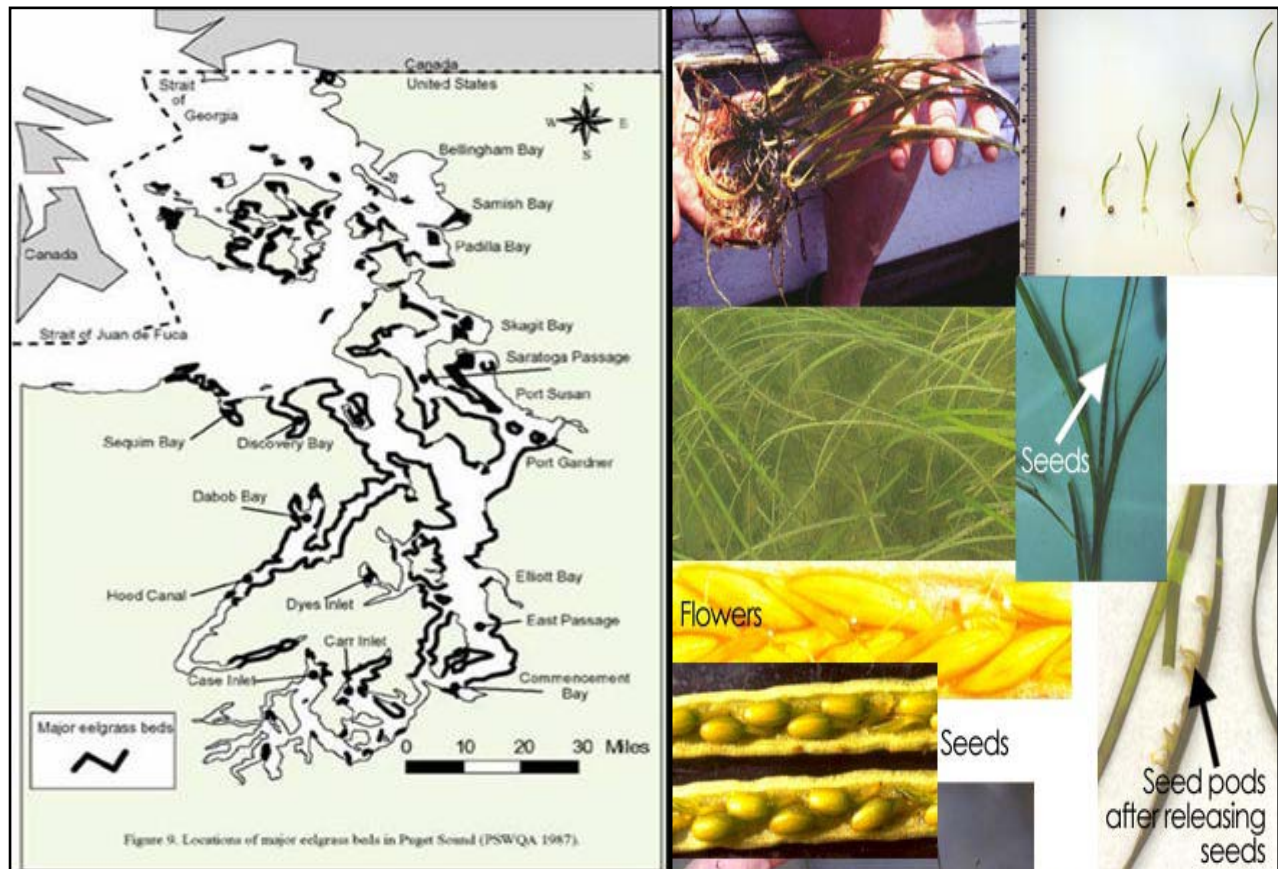 Canada
United States
Strait
of
Georgia
N
W E
S
Bellingham Bay
Samish Bay
Padilla Bay
Canada
Strait of Juan de Fuca
Skagit Bay
Saratoga Passage
Port Susan
Sequim Bay
Discovery Bay
Port Gardner
Dabob Bay
Hood Canal
Dyes Inlet
Elliott Bay
East Passage
Carr Inlet
Case Inlet
Commencement
Bay
Major eelgrass beds
0 10 20 30 Miles
Figure 9. Locations of major eelgrass beds in Puget Sound (PSWQA 1987).
Seeds
Flowers
Seeds
Seed pods
after releasing
seeds